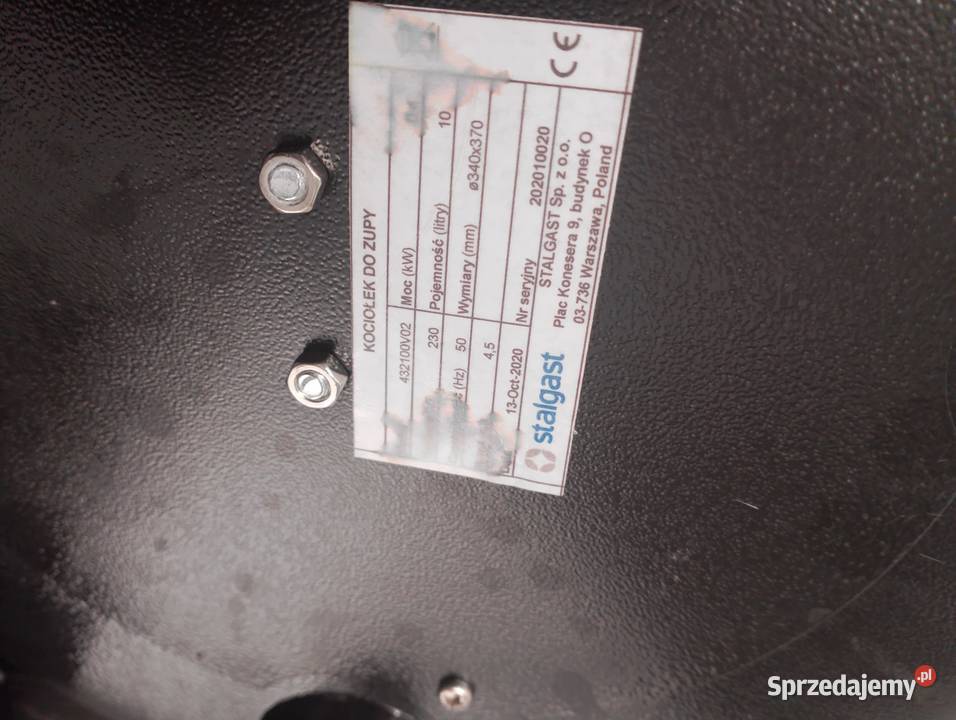 KOCIOŁEK DO ZUPY
432100V02 Moc (kW)
230 Pojemność (litry) 10
(Hz) 50 Wymiary (mm) ø340x370
4,5
13-Oct-2020 Nr seryjny 202010020
stalgast
STALGAST Sp. z o.o.
Plac Konesera 9, budynek O
03-736 Warszawa, Poland
CE
Sprzedajemy.pl